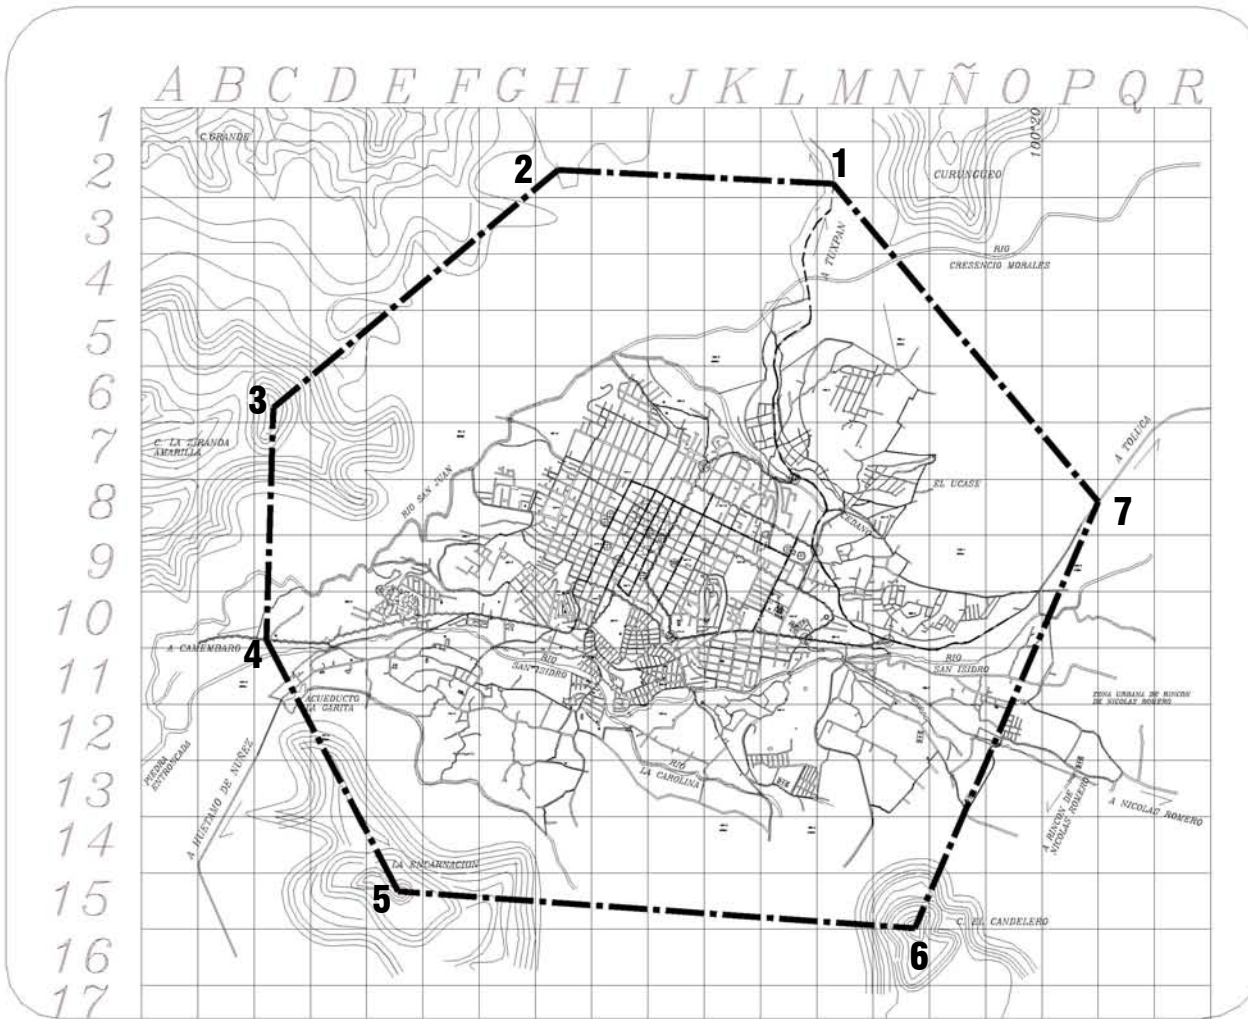 A B C D E F G H I J K L M N Ñ O P Q R
1
2
3
4
5
6
7
8
9
10
11
12
13
14
15
16
17
C. GRANDE
100°20'
2
1
CURUNGUEO
A TUXPAN
RIO
CRESENCIO MORALES
3
C. LA ZIRANDA
AMARILLA
A TOLUCA
RIO SAN JUAN
EL UCASE
7
A CAMEMBARO
4
RIO
SAN ISIDRO
RIO
SAN ISIDRO
ACUEDUCTO
LA GARITA
ZONA URBANA DE RINCON
DE NICOLAS ROMERO
PIEDRA
ENTRONCADA
A HUETAMO DE NUÑEZ
RIO
LA CAROLINA
A RINCON DE
NICOLAS ROMERO
A NICOLAS ROMERO
LA ENCARNACION
5
C. EL CANDELERO
6